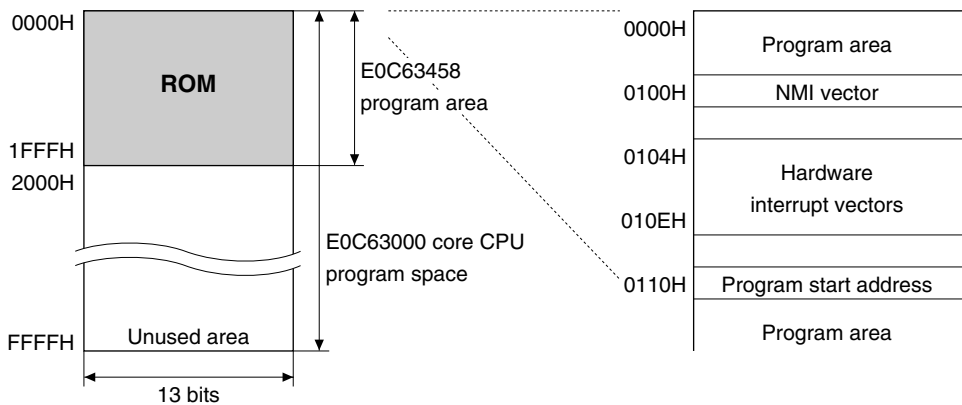 0000H
ROM
1FFFH
2000H
FFFFH
Unused area
13 bits
E0C63458
program area
E0C63000 core CPU
program space
0000H
Program area
0100H
NMI vector
0104H
Hardware
interrupt vectors
010EH
0110H
Program start address
Program area